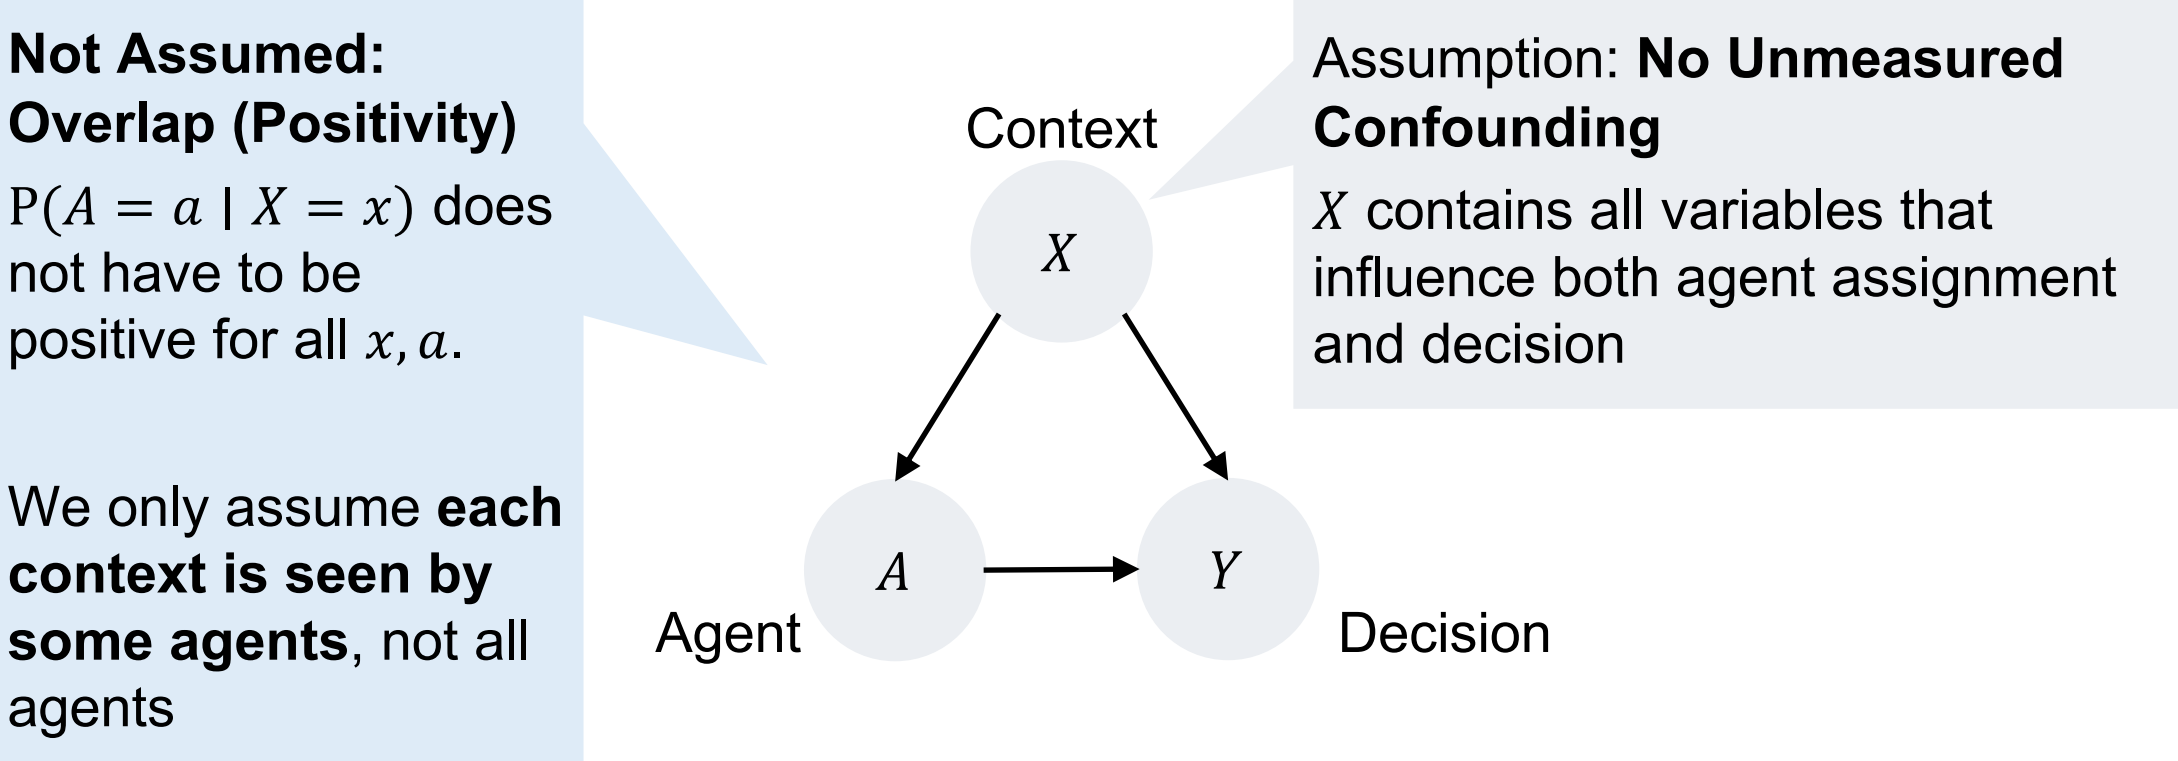 Not Assumed:
Overlap (Positivity)
P(A = a | X = x) does
not have to be
positive for all x, a.
We only assume each
context is seen by
some agents, not all
agents
Context
X
A
Y
Agent
Decision
Assumption: No Unmeasured
Confounding
X contains all variables that
influence both agent assignment
and decision